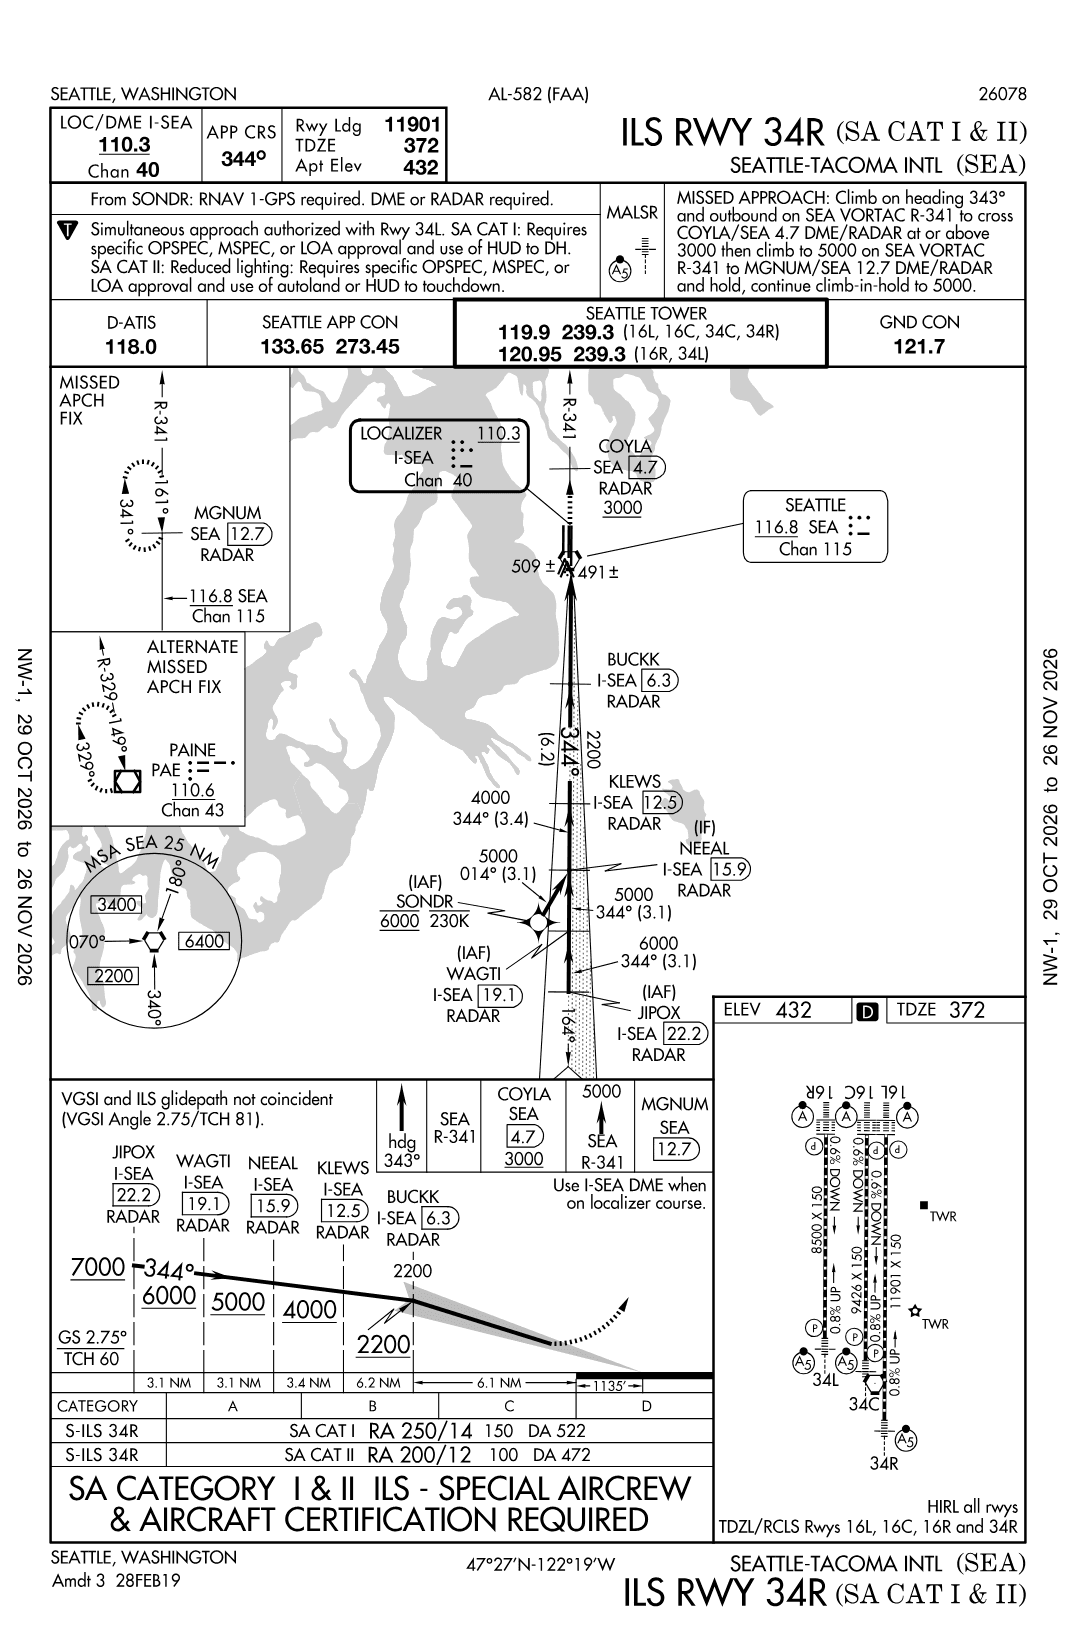 SEATTLE, WASHINGTON
AL-582 (FAA)
26078
LOC/DME I-SEA
110.3
Chan 40
APP CRS
344°
Rwy Ldg 11901
TDZE 372
Apt Elev 432
ILS RWY 34R (SA CAT I & II)
SEATTLE-TACOMA INTL (SEA)
From SONDR: RNAV 1-GPS required. DME or RADAR required.
T
Simultaneous approach authorized with Rwy 34L. SA CAT I: Requires
specific OPSPEC, MSPEC, or LOA approval and use of HUD to DH.
SA CAT II: Reduced lighting: Requires specific OPSPEC, MSPEC, or
LOA approval and use of autoland or HUD to touchdown.
MALSR
A5
MISSED APPROACH: Climb on heading 343°
and outbound on SEA VORTAC R-341 to cross
COYLA/SEA 4.7 DME/RADAR at or above
3000 then climb to 5000 on SEA VORTAC
R-341 to MGNUM/SEA 12.7 DME/RADAR
and hold, continue climb-in-hold to 5000.
D-ATIS
118.0
SEATTLE APP CON
133.65 273.45
SEATTLE TOWER
119.9 239.3 (16L, 16C, 34C, 34R)
120.95 239.3 (16R, 34L)
GND CON
121.7
MISSED
APCH
FIX
R-341
161°
341°
MGNUM
SEA 12.7
RADAR
116.8 SEA
Chan 115
ALTERNATE
MISSED
APCH FIX
R-329
149°
329°
PAINE
PAE
110.6
Chan 43
MSA SEA 25 NM
180°
3400
070°
6400
2200
340°
LOCALIZER 110.3
I-SEA
Chan 40
R-341
COYLA
SEA 4.7
RADAR
3000
SEATTLE
116.8 SEA
Chan 115
509 ±
491 ±
BUCKK
I-SEA 6.3
RADAR
2200
344°
(6.2)
KLEWS
I-SEA 12.5
RADAR
4000
344° (3.4)
(IF)
NEEAL
I-SEA 15.9
RADAR
5000
014° (3.1)
(IAF)
SONDR
6000 230K
5000
344° (3.1)
6000
344° (3.1)
(IAF)
WAGTI
I-SEA 19.1
RADAR
(IAF)
JIPOX
I-SEA 22.2
RADAR
164°
NW-1, 29 OCT 2026 to 26 NOV 2026
NW-1, 29 OCT 2026 to 26 NOV 2026
VGSI and ILS glidepath not coincident
(VGSI Angle 2.75/TCH 81).
hdg
343°
SEA
R-341
COYLA
SEA
4.7
3000
5000
SEA
R-341
MGNUM
SEA
12.7
Use I-SEA DME when
on localizer course.
JIPOX
I-SEA
22.2
RADAR
WAGTI
I-SEA
19.1
RADAR
NEEAL
I-SEA
15.9
RADAR
KLEWS
I-SEA
12.5
RADAR
BUCKK
I-SEA 6.3
RADAR
2200
7000
344°
6000
5000
4000
2200
GS 2.75°
TCH 60
3.1 NM
3.1 NM
3.4 NM
6.2 NM
6.1 NM
1135'
CATEGORY A B C D
S-ILS 34R SA CAT I RA 250/14 150 DA 522
S-ILS 34R SA CAT II RA 200/12 100 DA 472
SA CATEGORY I & II ILS - SPECIAL AIRCREW
& AIRCRAFT CERTIFICATION REQUIRED
ELEV 432
D
TDZE 372
16R
16C
16L
A
A
A
P
P
P
0.6% DOWN
0.6% DOWN
0.6% DOWN
8500 X 150
9426 X 150
11901 X 150
TWR
TWR
0.8% UP
0.8% UP
0.8% UP
P
P
P
A5
A5
A5
34L
34C
34R
HIRL all rwys
TDZL/RCLS Rwys 16L, 16C, 16R and 34R
SEATTLE, WASHINGTON
Amdt 3 28FEB19
47°27'N-122°19'W
SEATTLE-TACOMA INTL (SEA)
ILS RWY 34R (SA CAT I & II)